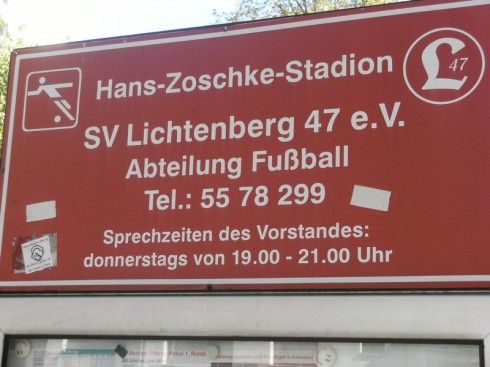 Hans-Zoschke-Stadion
L 47
SV Lichtenberg 47 e.V.
Abteilung Fußball
Tel.: 55 78 299
Sprechzeiten des Vorstandes:
donnerstags von 19.00 - 21.00 Uhr